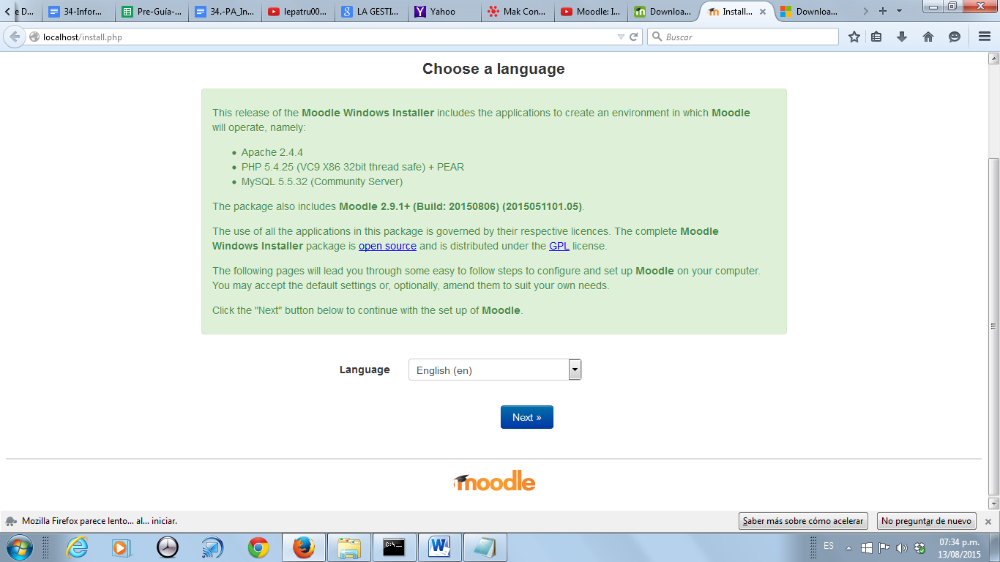 e D...
34-Infor...
Pre-Guía-...
34.-PA_In...
lepatru00...
LA GESTI...
Yahoo
Mak Con...
Moodle: I...
Downloa...
Install...
Downloa...
localhost/install.php
Buscar
Choose a language
This release of the Moodle Windows Installer includes the applications to create an environment in which Moodle
will operate, namely:
Apache 2.4.4
PHP 5.4.25 (VC9 X86 32bit thread safe) + PEAR
MySQL 5.5.32 (Community Server)
The package also includes Moodle 2.9.1+ (Build: 20150806) (2015051101.05).
The use of all the applications in this package is governed by their respective licences. The complete Moodle
Windows Installer package is open source and is distributed under the GPL license.
The following pages will lead you through some easy to follow steps to configure and set up Moodle on your computer.
You may accept the default settings or, optionally, amend them to suit your own needs.
Click the "Next" button below to continue with the set up of Moodle.
Language
English (en)
Next »
moodle
Mozilla Firefox parece lento... al... iniciar.
Saber más sobre cómo acelerar
No preguntar de nuevo
C:\_
ES
07:34 p.m.
13/08/2015